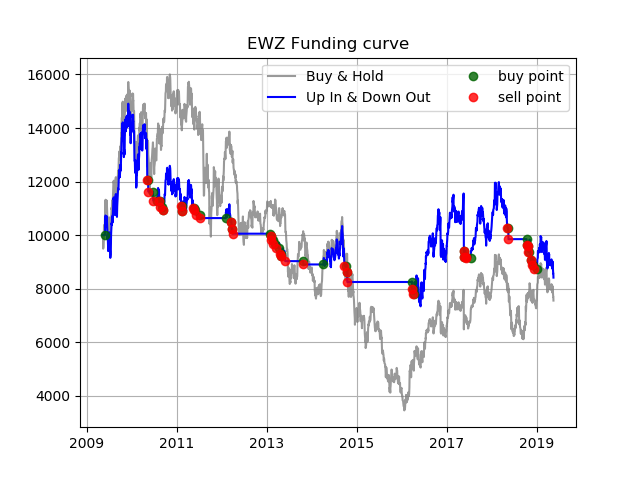 EWZ Funding curve
Buy & Hold
Up In & Down Out
buy point
sell point
16000
14000
12000
10000
8000
6000
4000
2009 2011 2013 2015 2017 2019